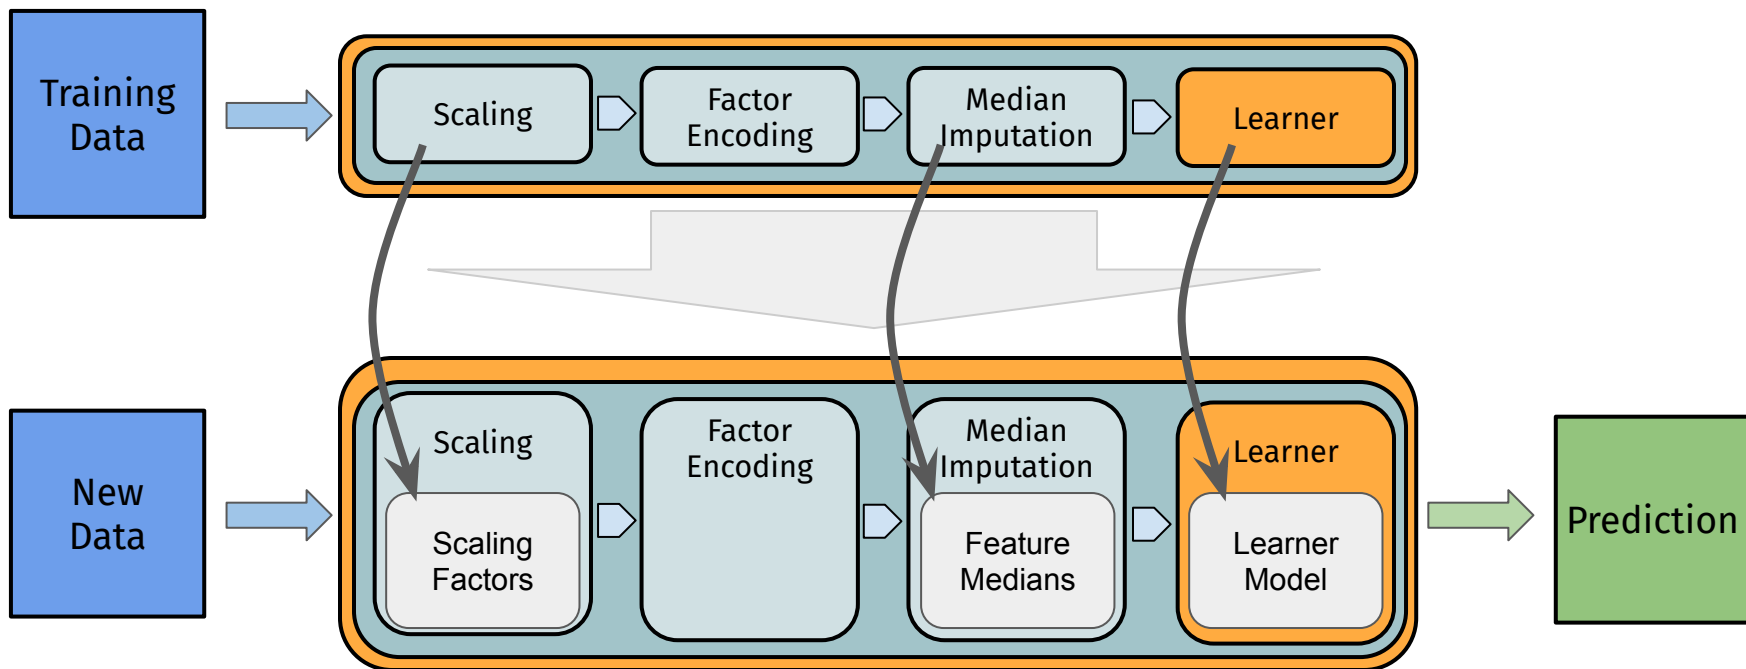 Training
Data
Scaling
Factor
Encoding
Median
Imputation
Learner
New
Data
Scaling
Scaling
Factors
Factor
Encoding
Median
Imputation
Feature
Medians
Learner
Learner
Model
Prediction